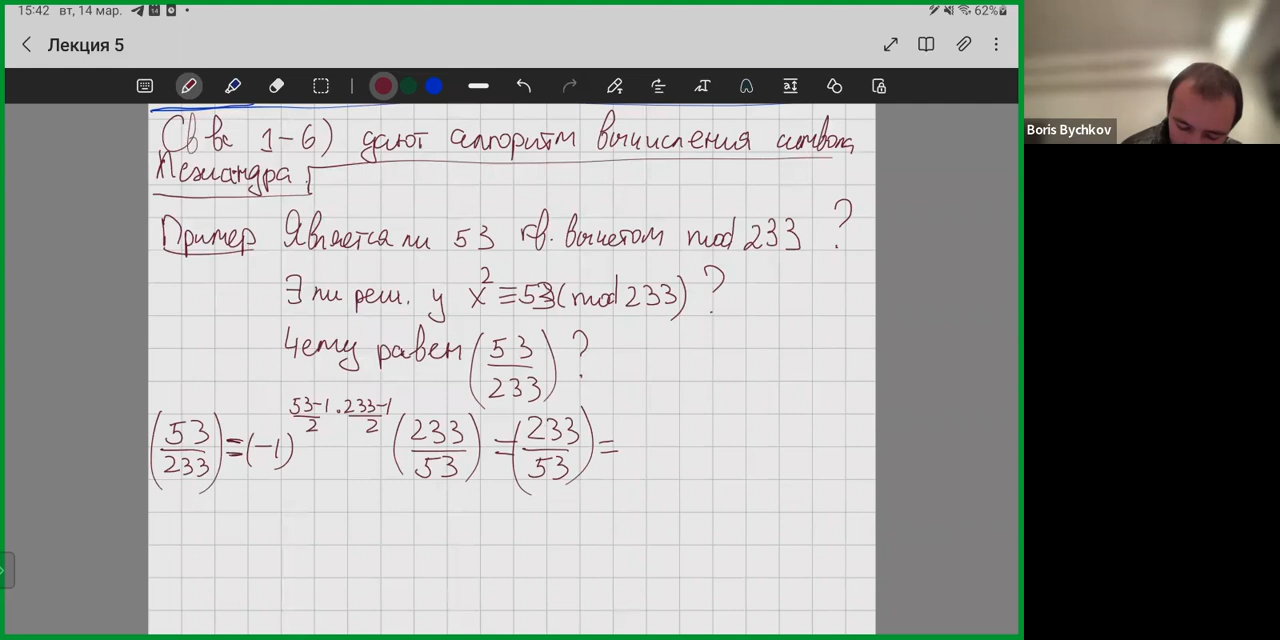 15:42 вт, 14 мар.
62%
Лекция 5
Boris Bychkov
Св-ва 1-6) дают алгоритм вычисления символа
Лежандра.
Пример Является ли 53 кв. вычетом mod 233 ?
∃ ли реш. у x² ≡ 53 (mod 233) ?
Чему равен (53/233) ?
(53/233) = (-1)^(53-1/2 · 233-1/2) (233/53) = (233/53) =